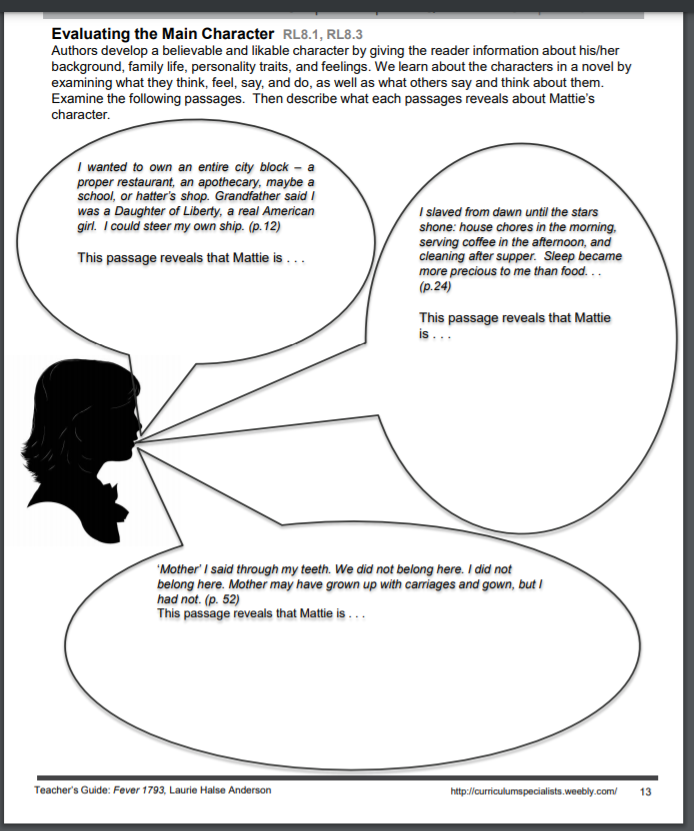 Evaluating the Main Character RL8.1, RL8.3
Authors develop a believable and likable character by giving the reader information about his/her
background, family life, personality traits, and feelings. We learn about the characters in a novel by
examining what they think, feel, say, and do, as well as what others say and think about them.
Examine the following passages.  Then describe what each passages reveals about Mattie's
character.
I wanted to own an entire city block – a
proper restaurant, an apothecary, maybe a
school, or hatter's shop. Grandfather said I
was a Daughter of Liberty, a real American
girl.  I could steer my own ship. (p.12)
This passage reveals that Mattie is . . .
I slaved from dawn until the stars
shone: house chores in the morning,
serving coffee in the afternoon, and
cleaning after supper.  Sleep became
more precious to me than food. . .
(p.24)
This passage reveals that Mattie
is . . .
'Mother' I said through my teeth. We did not belong here. I did not
belong here. Mother may have grown up with carriages and gown, but I
had not. (p. 52)
This passage reveals that Mattie is . . .
Teacher's Guide: Fever 1793, Laurie Halse Anderson
http://curriculumspecialists.weebly.com/ 13